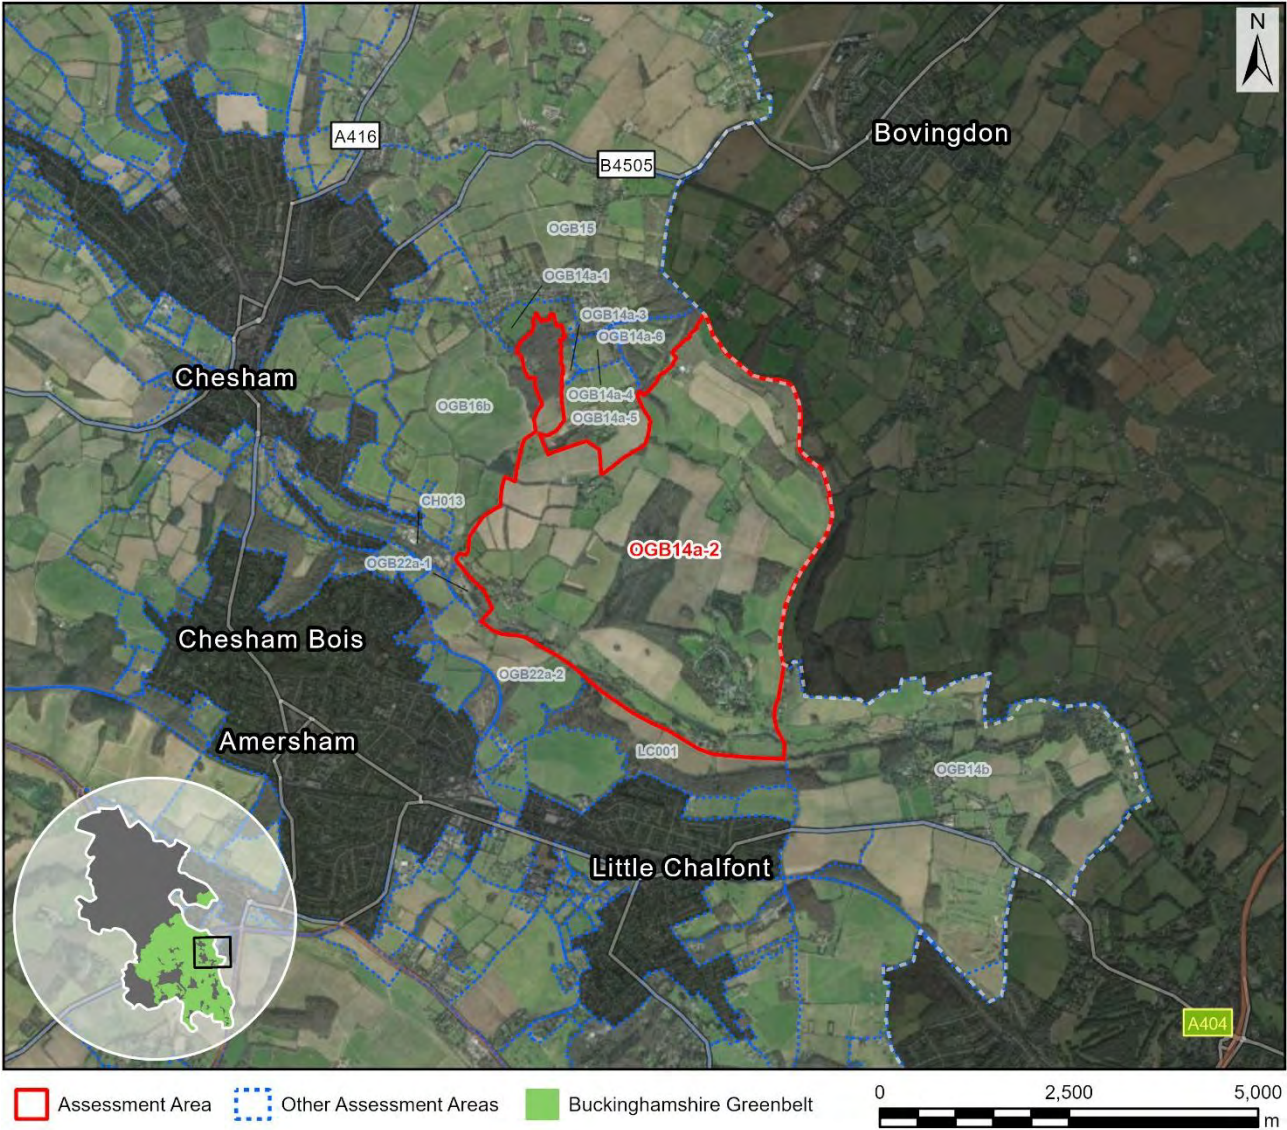 N
A416
Bovingdon
B4505
OGB15
OGB14a-1
OGB14a-3
OGB14a-6
Chesham
OGB14a-4
OGB16b
OGB14a-5
CH013
OGB14a-2
OGB22a-1
Chesham Bois
OGB22a-2
Amersham
LC001
OGB14b
Little Chalfont
A404
Assessment Area
Other Assessment Areas
Buckinghamshire Greenbelt
0 2,500 5,000
m